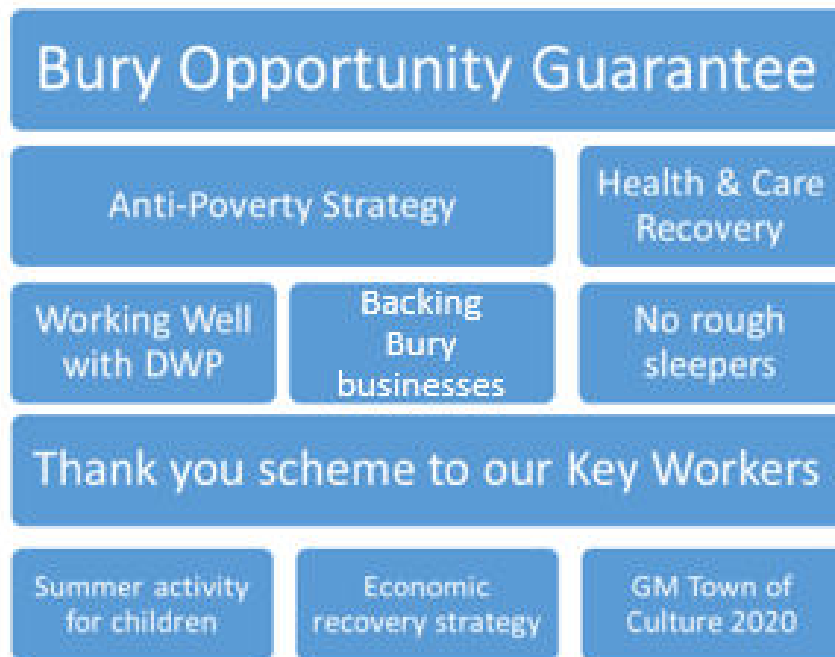 Bury Opportunity Guarantee
Anti-Poverty Strategy
Health & Care
Recovery
Working Well
with DWP
Backing
Bury
businesses
No rough
sleepers
Thank you scheme to our Key Workers
Summer activity
for children
Economic
recovery strategy
GM Town of
Culture 2020